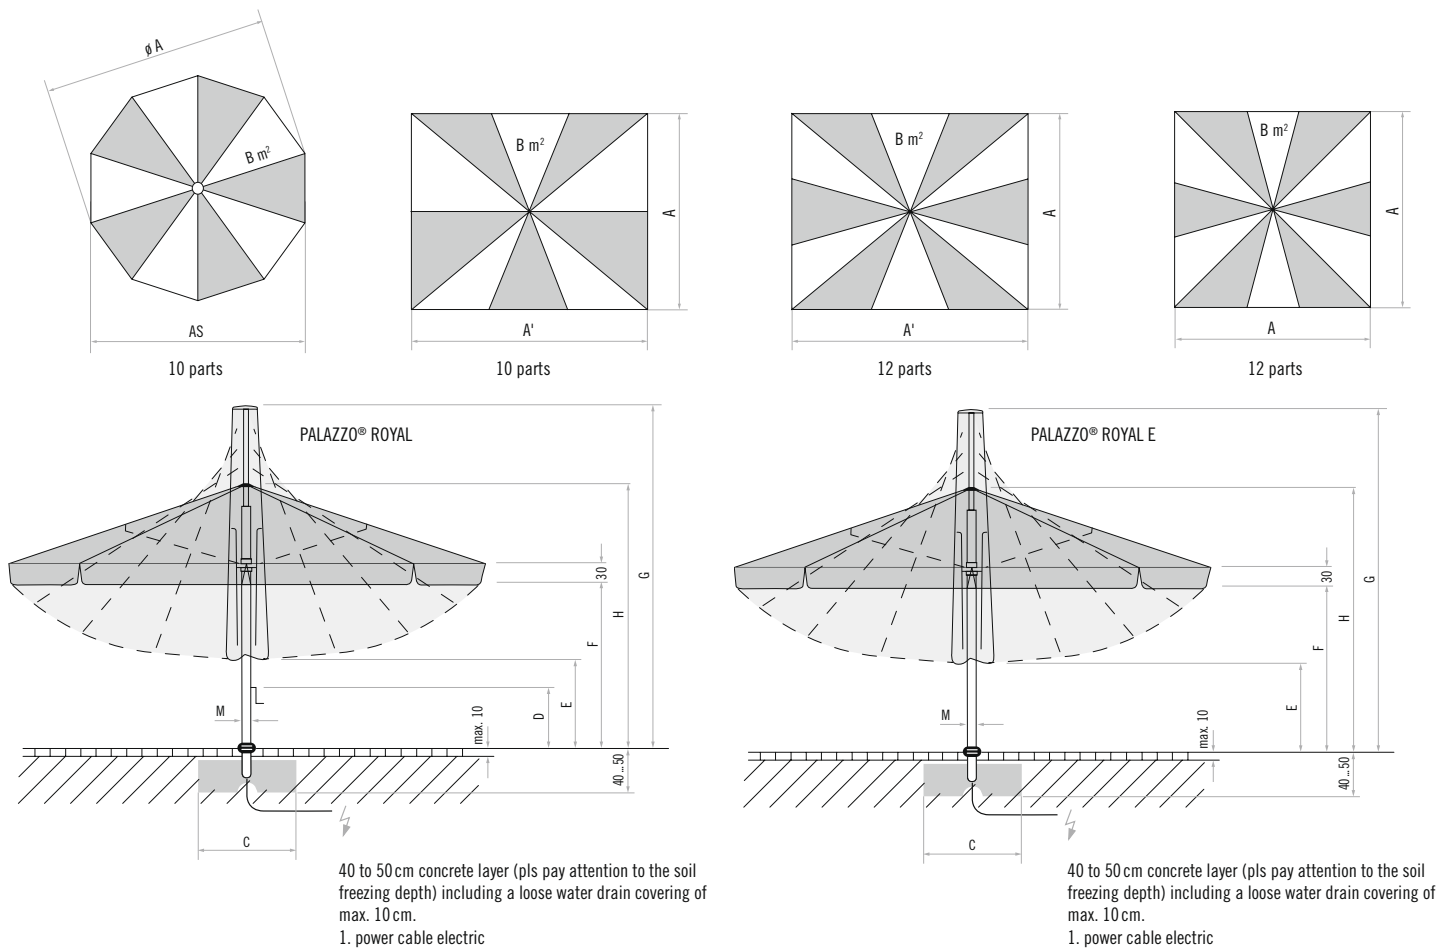 ø A
B m²
AS
10 parts
B m²
A
A'
10 parts
B m²
A
A'
12 parts
B m²
A
A
12 parts
PALAZZO® ROYAL
30
G
H
F
E
D
M
max. 10
40...50
C
40 to 50 cm concrete layer (pls pay attention to the soil
freezing depth) including a loose water drain covering of
max. 10 cm.
1. power cable electric
PALAZZO® ROYAL E
30
G
H
F
E
M
max. 10
40...50
C
40 to 50 cm concrete layer (pls pay attention to the soil
freezing depth) including a loose water drain covering of
max. 10 cm.
1. power cable electric